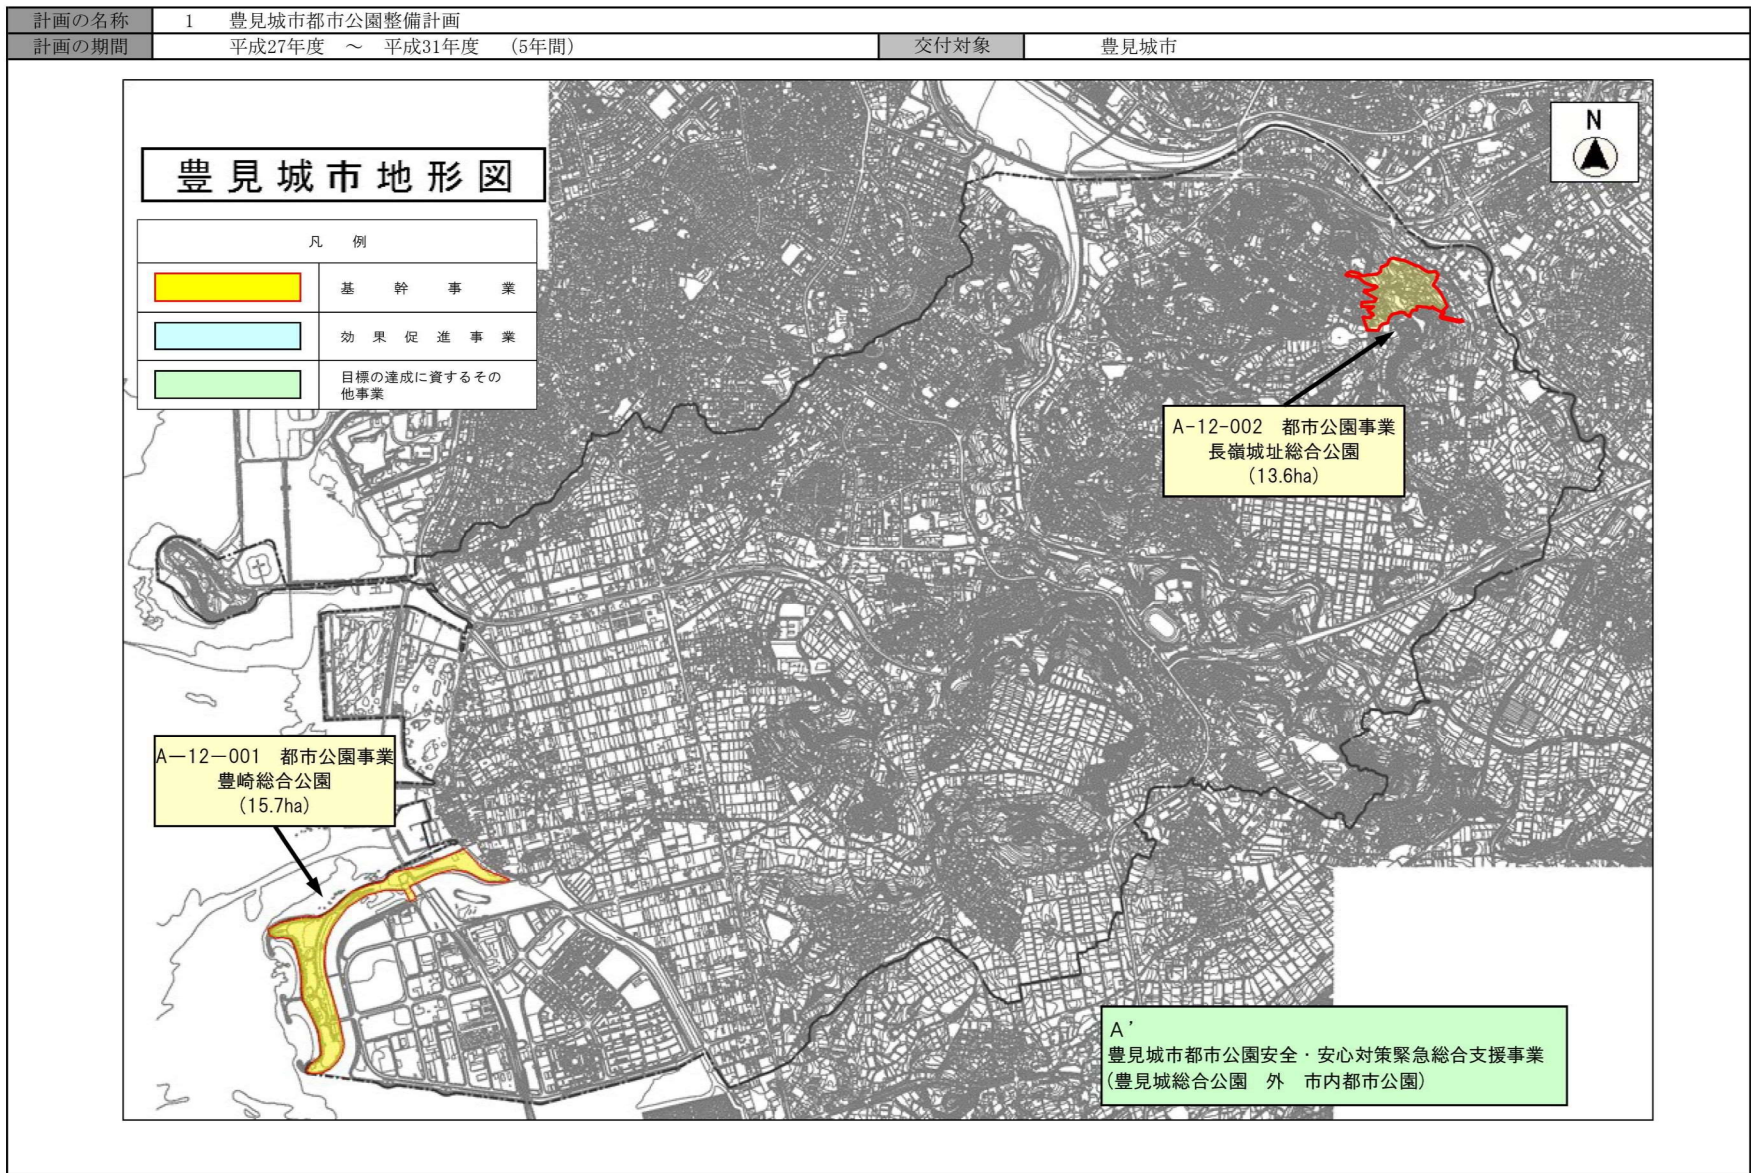 計画の名称 1 豊見城市都市公園整備計画
計画の期間 平成27年度 ～ 平成31年度 (5年間) 交付対象 豊見城市
N
豊見城市地形図
凡 例
基 幹 事 業
効 果 促 進 事 業
目標の達成に資するその
他事業
A-12-002 都市公園事業
長嶺城址総合公園
(13.6ha)
A－12－001 都市公園事業
豊崎総合公園
(15.7ha)
A’
豊見城市都市公園安全・安心対策緊急総合支援事業
(豊見城総合公園 外 市内都市公園)